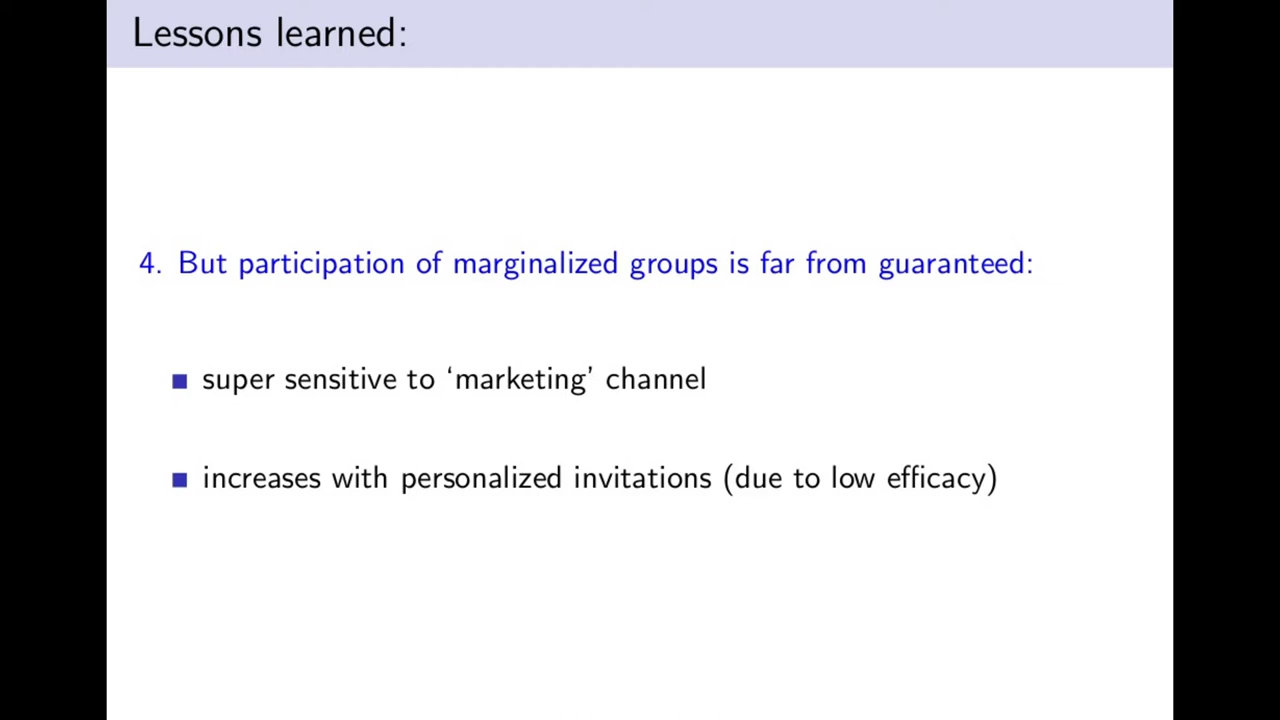 Lessons learned:
4. But participation of marginalized groups is far from guaranteed:
super sensitive to ‘marketing’ channel
increases with personalized invitations (due to low efficacy)